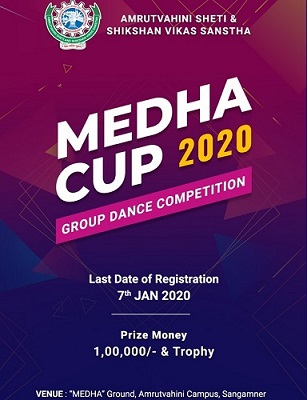 AMRUTVAHINI SHETI &
SHIKSHAN VIKAS SANSTHA
MEDHA
CUP 2020
GROUP DANCE COMPETITION
Last Date of Registration
7th JAN 2020
Prize Money
1,00,000/- & Trophy
VENUE : "MEDHA" Ground, Amrutvahini Campus, Sangamner